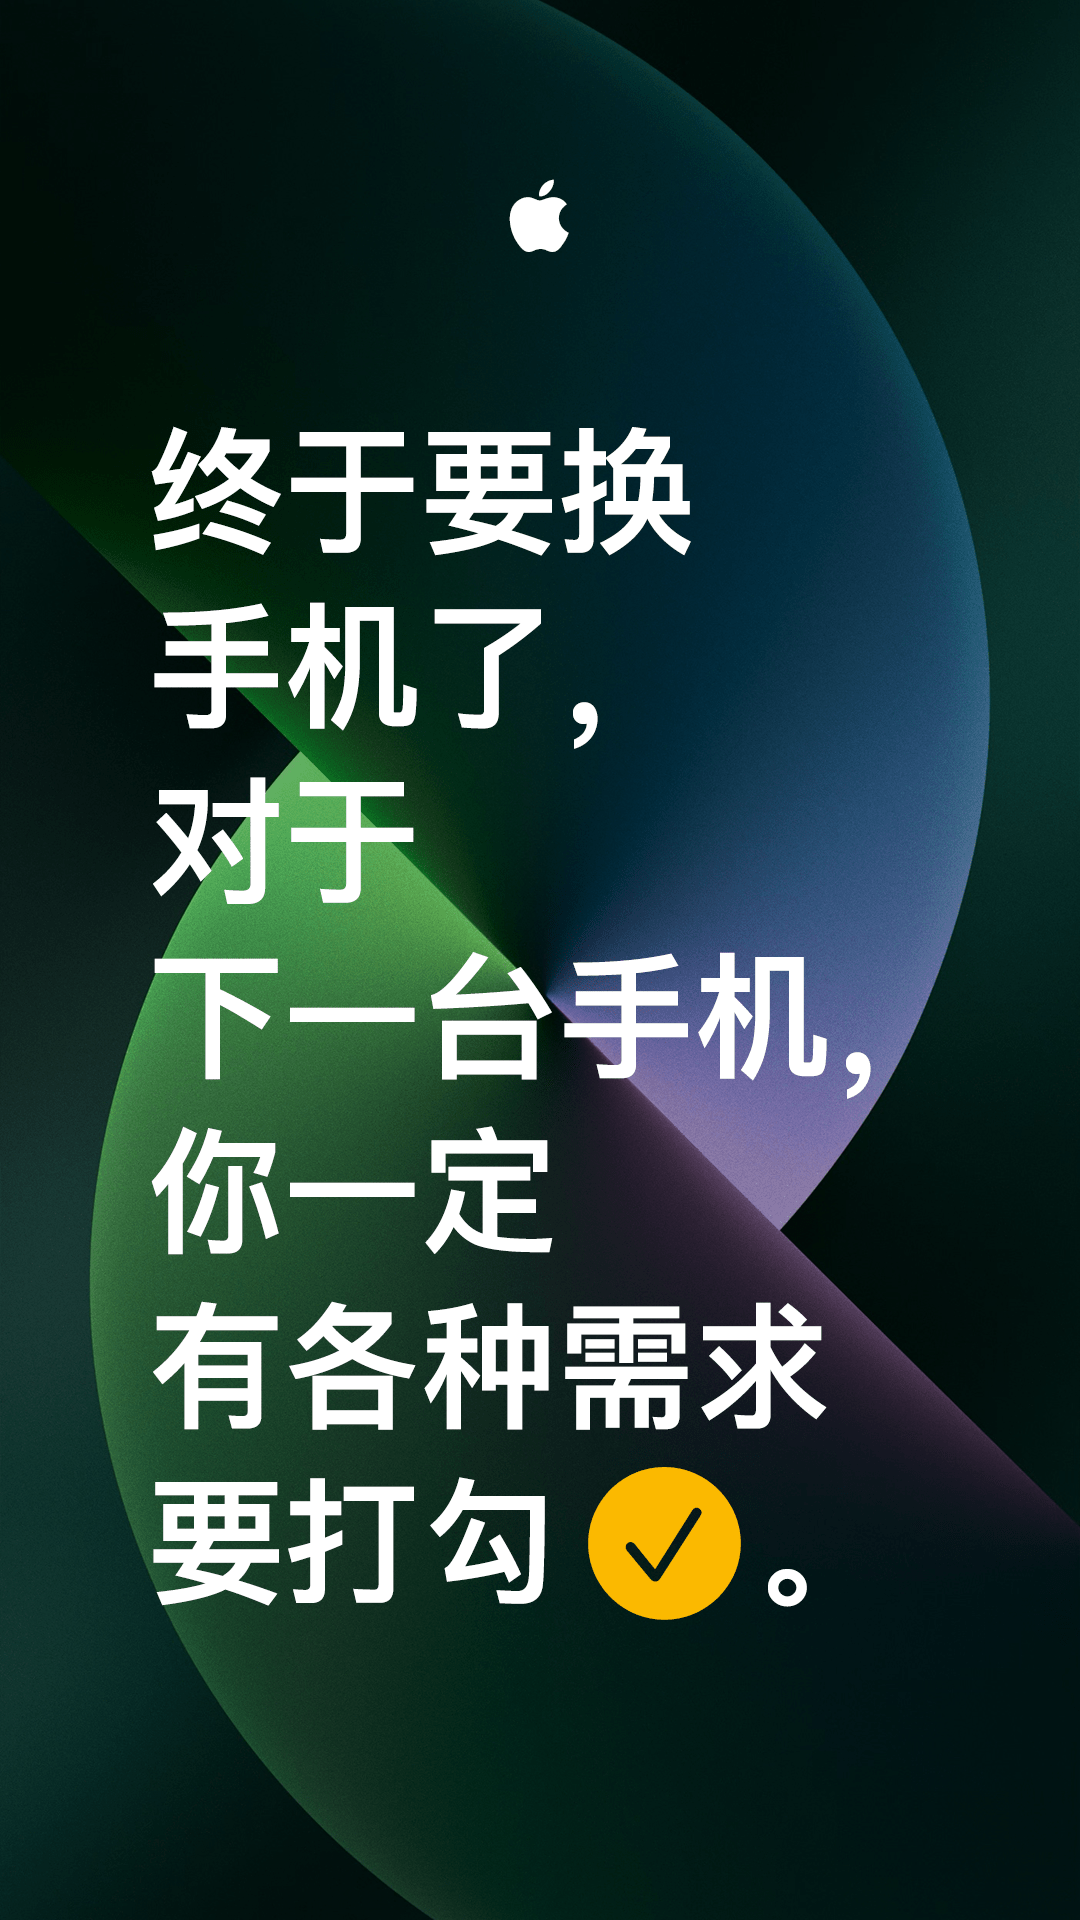 终于要换
手机了，
对于
下一台手机，
你一定
有各种需求
要打勾 ✓ 。